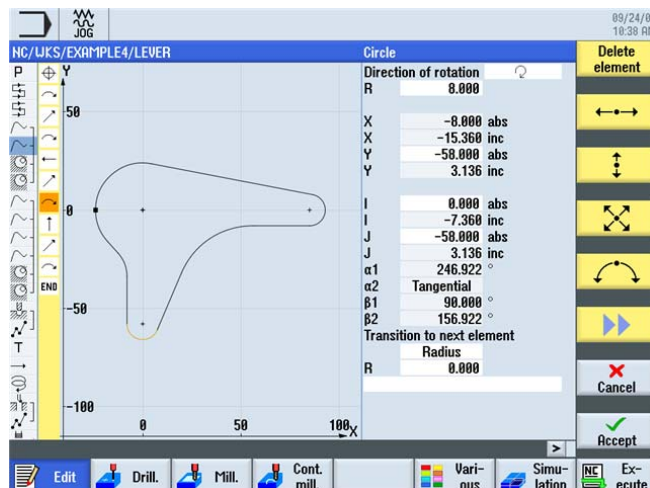 JOG
09/24/0
10:38 A
NC/WKS/EXAMPLE4/LEVER
Circle
Delete
element
P
Y
Direction of rotation
R 8.000
X -8.000 abs
X -15.360 inc
Y -58.000 abs
Y 3.136 inc
I 0.000 abs
I -7.360 inc
J -58.000 abs
J 3.136 inc
α1 246.922 °
α2 Tangential
β1 90.000 °
β2 156.922 °
Transition to next element
Radius
R 0.000
50
0
-50
-100
0 50 100 X
END
T
Cancel
Accept
>
Edit
Drill.
Mill.
Cont.
mill.
Vari-
ous
Simu-
lation
NC
Ex-
ecute